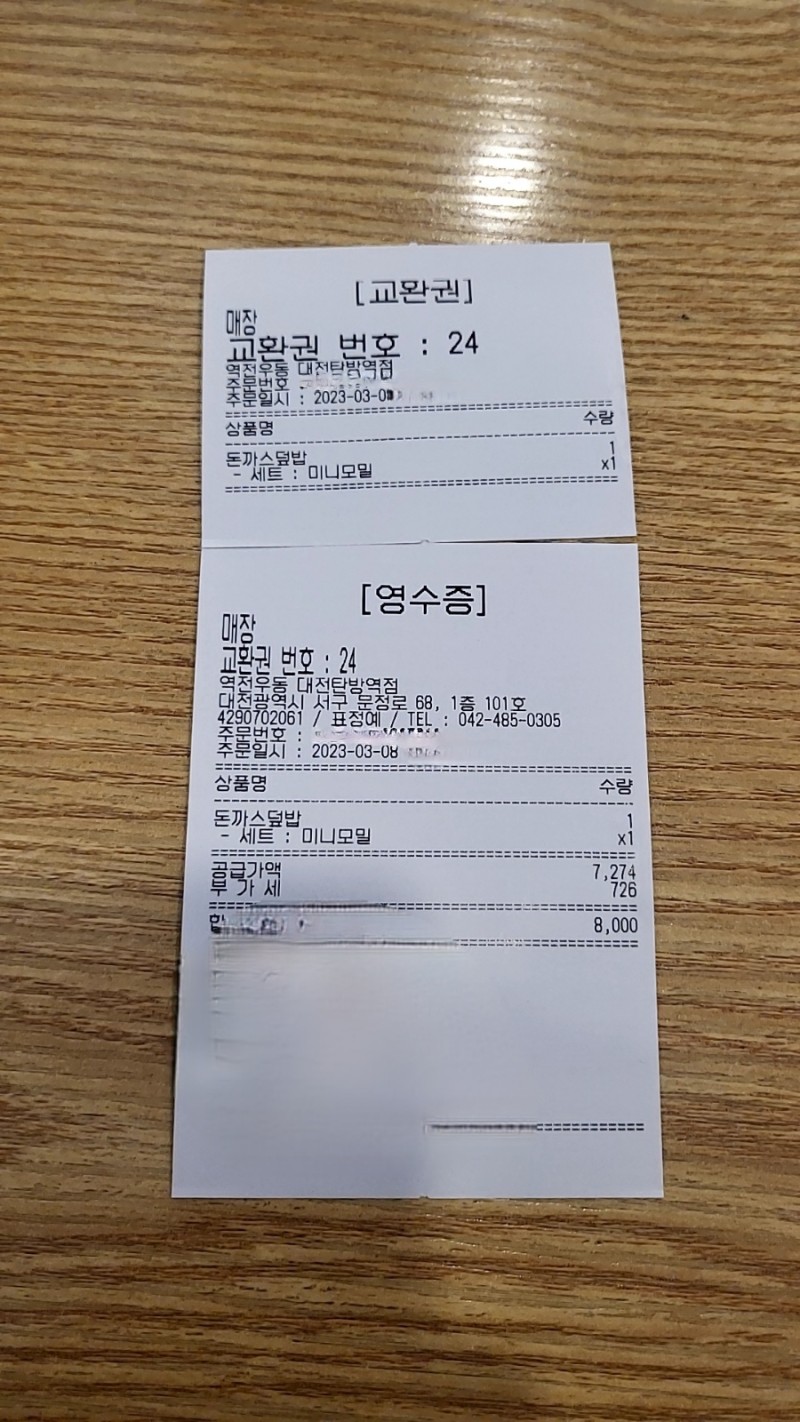 [교환권]
매장
교환권 번호 : 24
역전우동 대전탄방역점
주문번호
주문일시 : 2023-03-0
상품명 수량
돈까스덮밥 1
- 세트 : 미니모밀 x1
[영수증]
매장
교환권 번호 : 24
역전우동 대전탄방역점
대전광역시 서구 문정로 68, 1층 101호
4290702061 / 표정예 / TEL : 042-485-0305
주문번호 :
주문일시 : 2023-03-08
상품명 수량
돈까스덮밥 1
- 세트 : 미니모밀 x1
공급가액 7,274
부 가 세 726
합 8,000